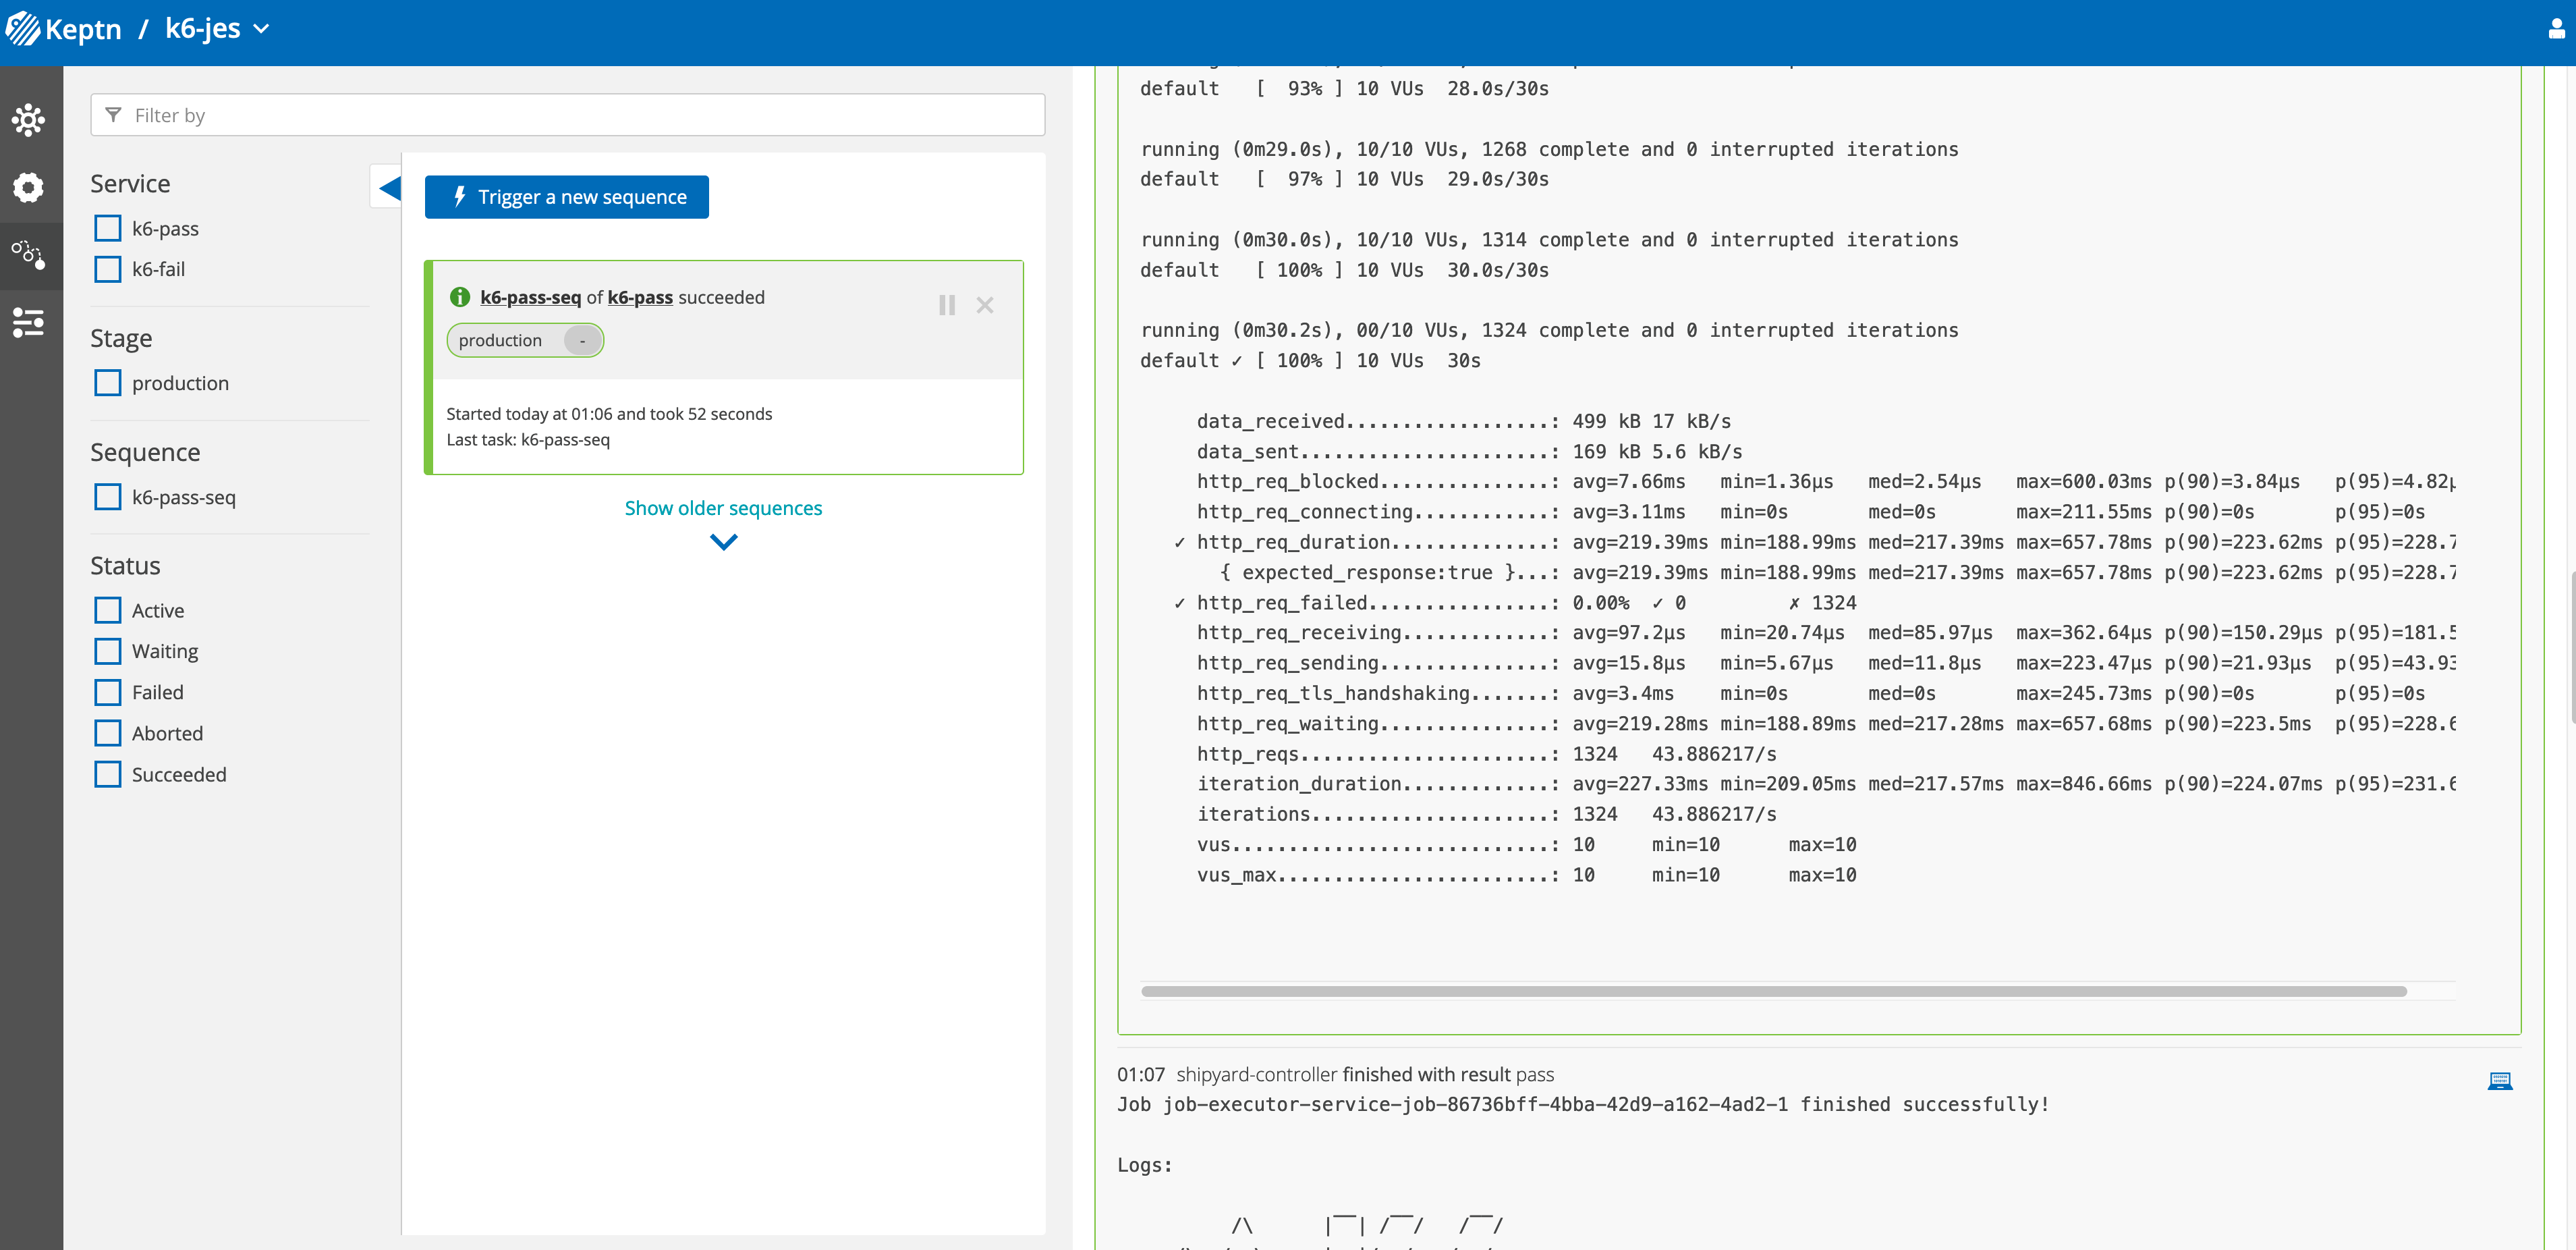 Keptn / k6-jes
Filter by
Service
k6-pass
k6-fail
Stage
production
Sequence
k6-pass-seq
Status
Active
Waiting
Failed
Aborted
Succeeded
Trigger a new sequence
k6-pass-seq of k6-pass succeeded
production -
Started today at 01:06 and took 52 seconds
Last task: k6-pass-seq
Show older sequences
default [ 93% ] 10 VUs 28.0s/30s
running (0m29.0s), 10/10 VUs, 1268 complete and 0 interrupted iterations
default [ 97% ] 10 VUs 29.0s/30s
running (0m30.0s), 10/10 VUs, 1314 complete and 0 interrupted iterations
default [ 100% ] 10 VUs 30.0s/30s
running (0m30.2s), 00/10 VUs, 1324 complete and 0 interrupted iterations
default ✓ [ 100% ] 10 VUs 30s
data_received..................: 499 kB 17 kB/s
data_sent......................: 169 kB 5.6 kB/s
http_req_blocked...............: avg=7.66ms min=1.36µs med=2.54µs max=600.03ms p(90)=3.84µs p(95)=4.82µ
http_req_connecting............: avg=3.11ms min=0s med=0s max=211.55ms p(90)=0s p(95)=0s
✓ http_req_duration..............: avg=219.39ms min=188.99ms med=217.39ms max=657.78ms p(90)=223.62ms p(95)=228.7
{ expected_response:true }...: avg=219.39ms min=188.99ms med=217.39ms max=657.78ms p(90)=223.62ms p(95)=228.7
✓ http_req_failed................: 0.00% ✓ 0 ✗ 1324
http_req_receiving.............: avg=97.2µs min=20.74µs med=85.97µs max=362.64µs p(90)=150.29µs p(95)=181.5
http_req_sending...............: avg=15.8µs min=5.67µs med=11.8µs max=223.47µs p(90)=21.93µs p(95)=43.93
http_req_tls_handshaking.......: avg=3.4ms min=0s med=0s max=245.73ms p(90)=0s p(95)=0s
http_req_waiting...............: avg=219.28ms min=188.89ms med=217.28ms max=657.68ms p(90)=223.5ms p(95)=228.6
http_reqs......................: 1324 43.886217/s
iteration_duration.............: avg=227.33ms min=209.05ms med=217.57ms max=846.66ms p(90)=224.07ms p(95)=231.6
iterations.....................: 1324 43.886217/s
vus............................: 10 min=10 max=10
vus_max........................: 10 min=10 max=10
01:07 shipyard-controller finished with result pass
Job job-executor-service-job-86736bff-4bba-42d9-a162-4ad2-1 finished successfully!
Logs: